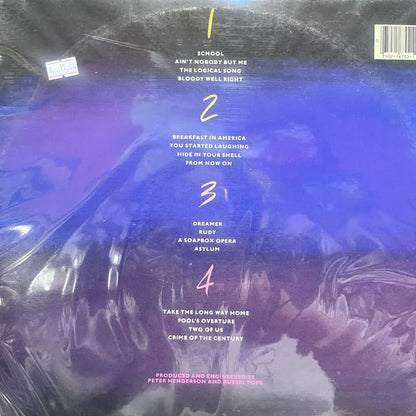 1
SCHOOL
AIN'T NOBODY BUT ME
THE LOGICAL SONG
BLOODY WELL RIGHT
2
BREAKFAST IN AMERICA
YOU STARTED LAUGHING
HIDE IN YOUR SHELL
FROM NOW ON
3
DREAMER
RUDY
A SOAPBOX OPERA
ASYLUM
4
TAKE THE LONG WAY HOME
FOOL'S OVERTURE
TWO OF US
CRIME OF THE CENTURY
PRODUCED AND ENGINEERED BY
PETER HENDERSON AND RUSSEL POPE